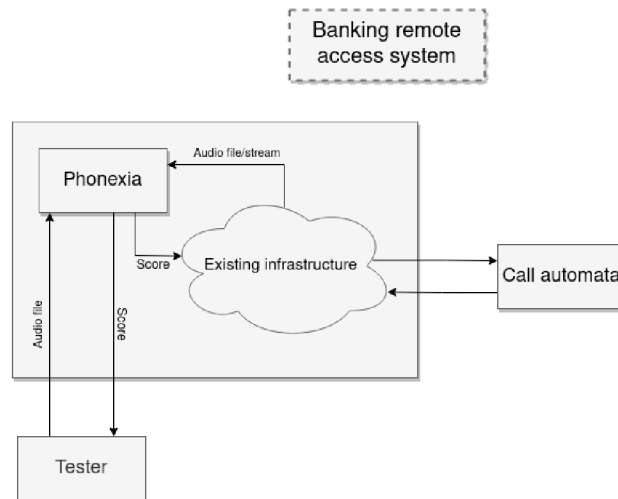 Banking remote
access system
Audio file/stream
Phonexia
Score
Existing infrastructure
Call automata
Audio file
Score
Tester